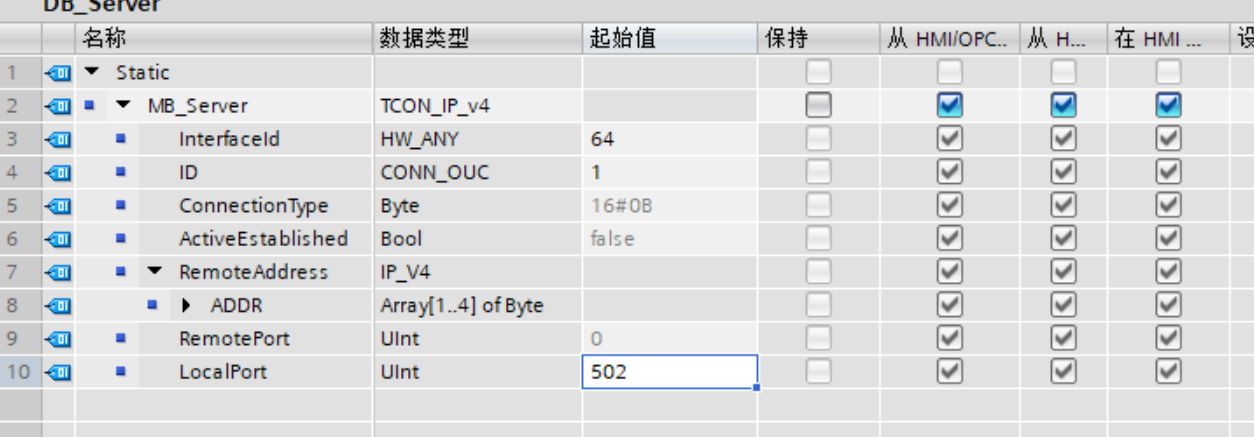 DB_Server
名称 数据类型 起始值 保持 从 HMI/OPC.. 从 H... 在 HMI ... 设
1 Static
2 MB_Server TCON_IP_v4
3 InterfaceId HW_ANY 64
4 ID CONN_OUC 1
5 ConnectionType Byte 16#0B
6 ActiveEstablished Bool false
7 RemoteAddress IP_V4
8 ADDR Array[1..4] of Byte
9 RemotePort UInt 0
10 LocalPort UInt 502